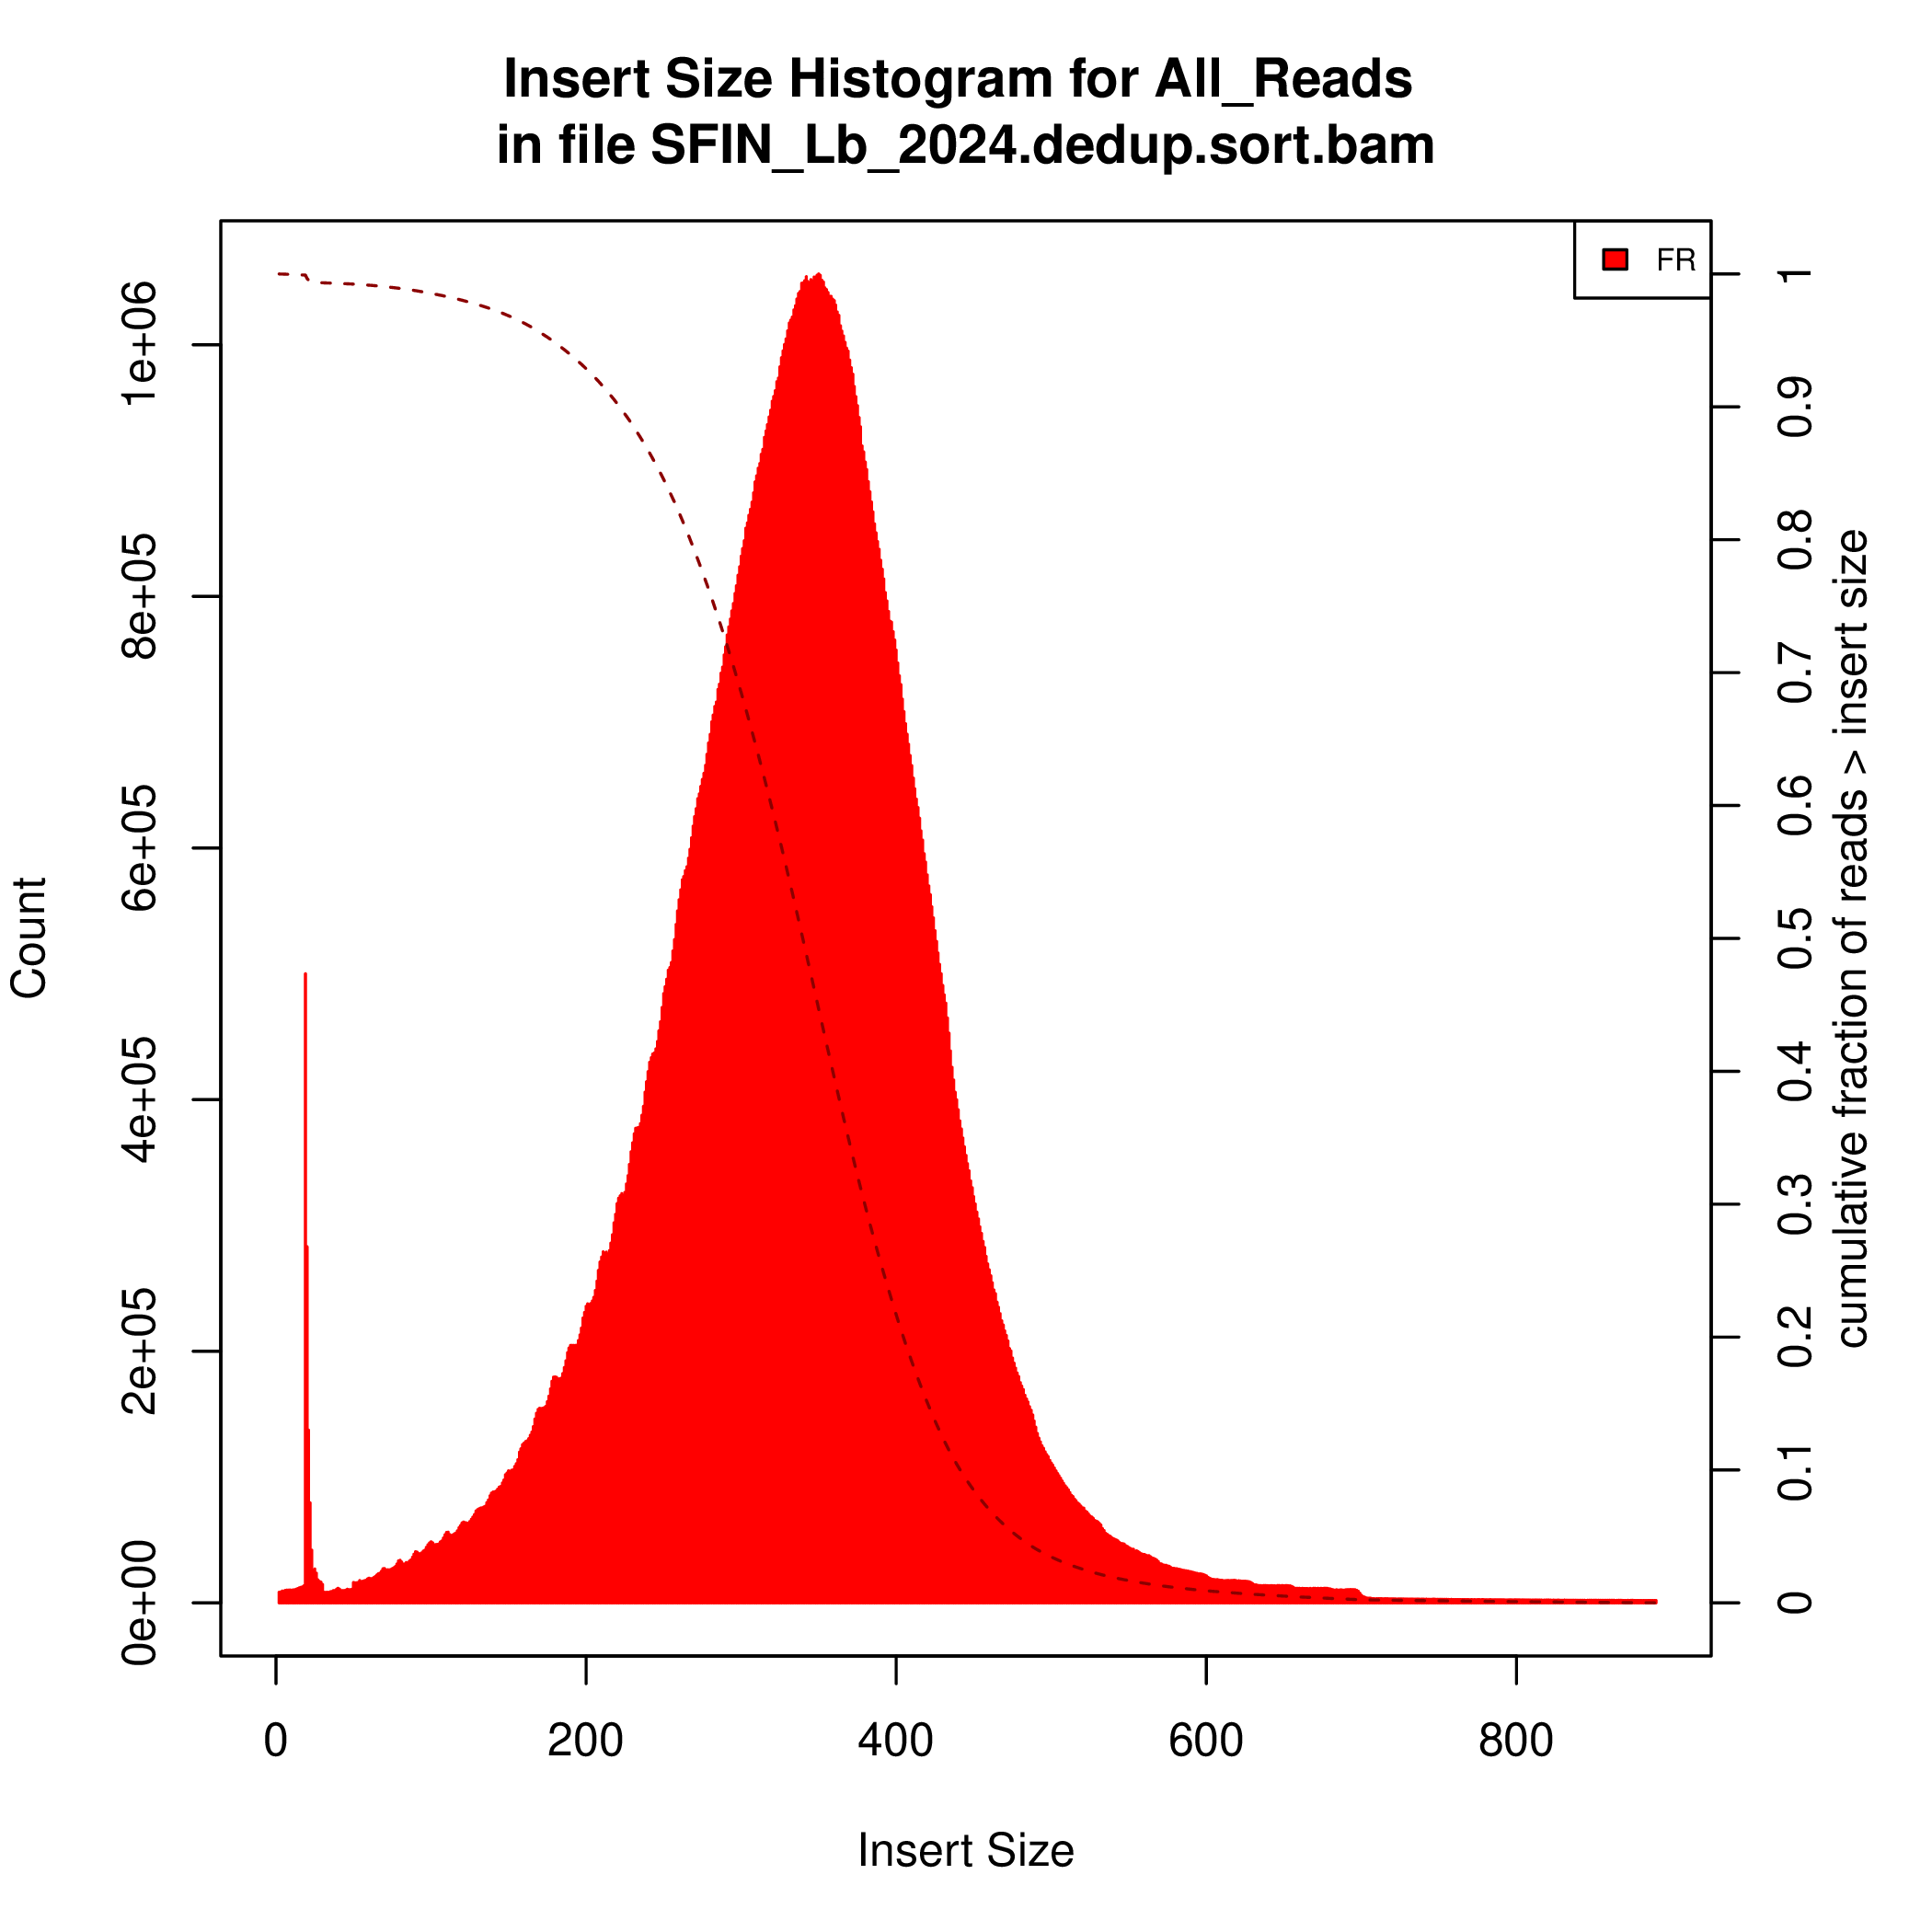 Insert Size Histogram for All_Reads
in file SFIN_Lb_2024.dedup.sort.bam
FR
Count
0e+00
2e+05
4e+05
6e+05
8e+05
1e+06
0
0.1
0.2
0.3
0.4
0.5
0.6
0.7
0.8
0.9
1
cumulative fraction of reads > insert size
0 200 400 600 800
Insert Size